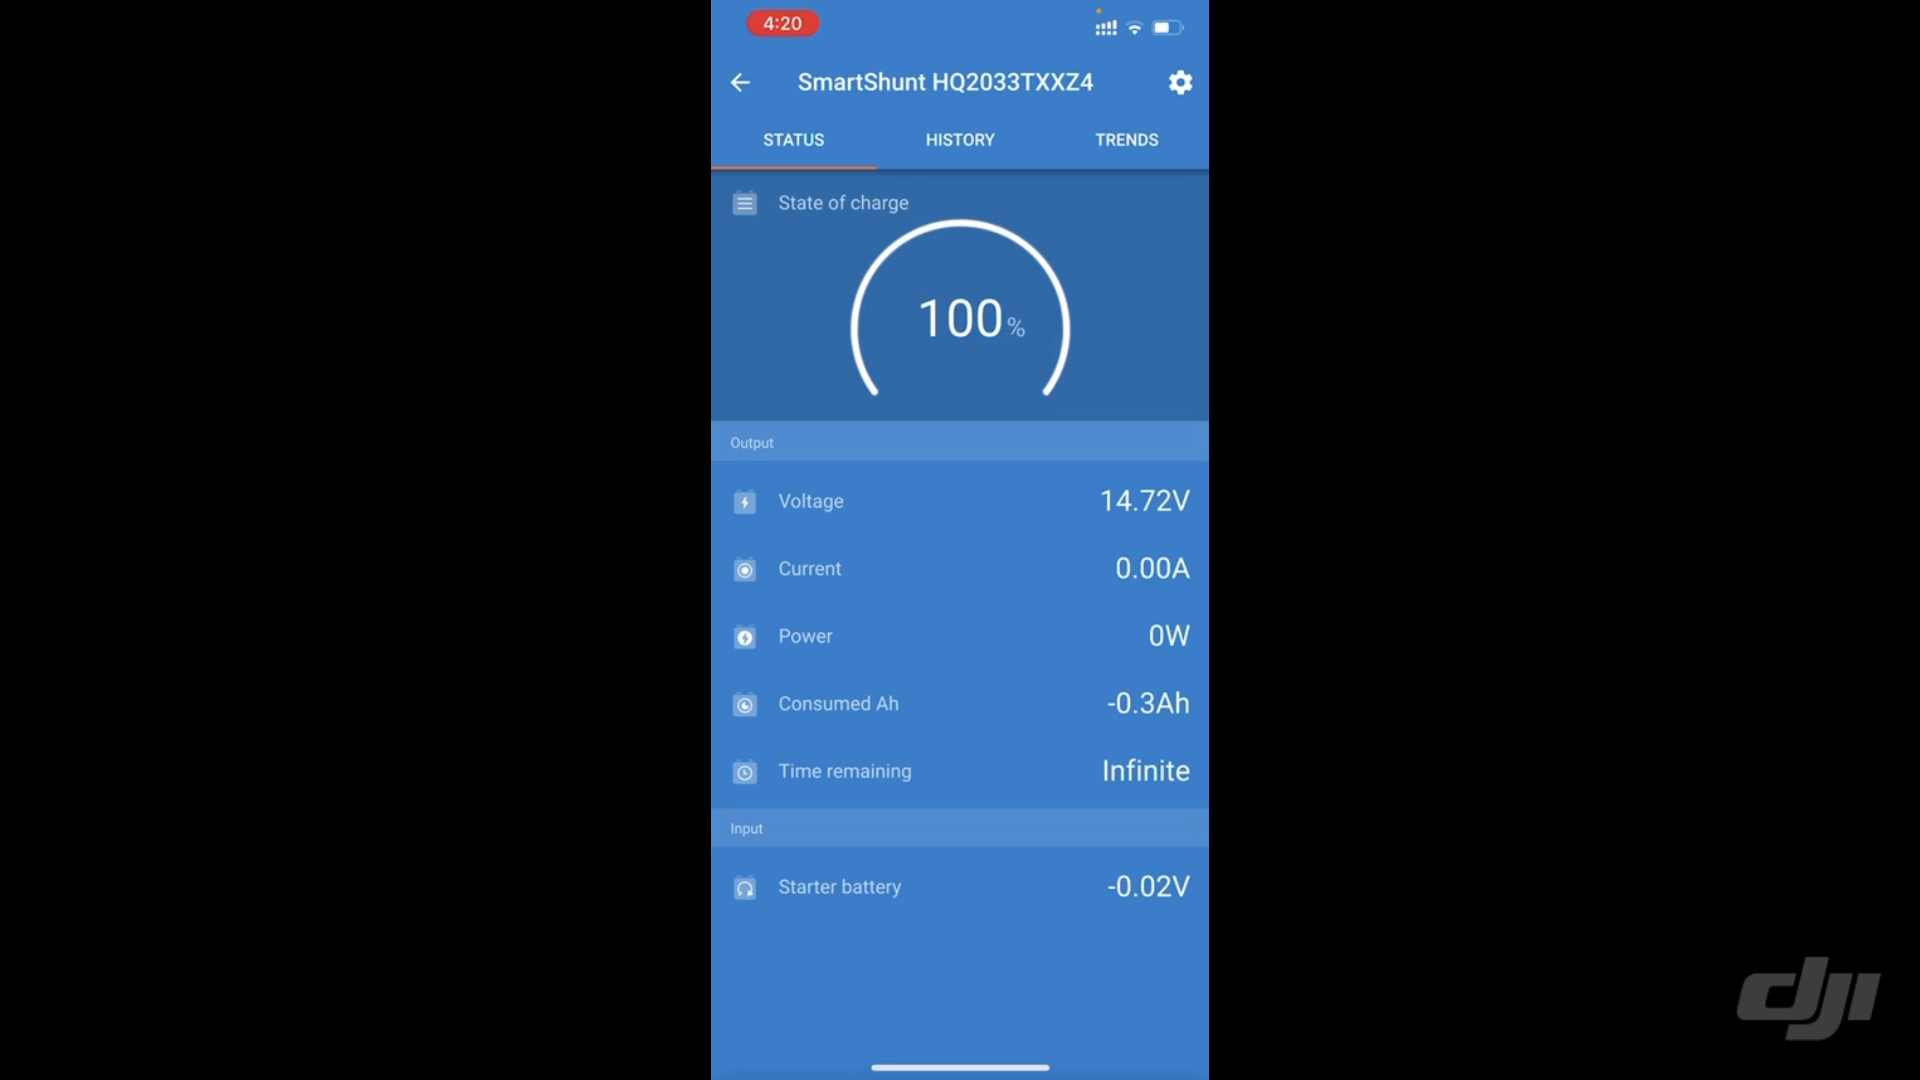 4:20
SmartShunt HQ2033TXXZ4
STATUS HISTORY TRENDS
State of charge
100%
Output
Voltage 14.72V
Current 0.00A
Power 0W
Consumed Ah -0.3Ah
Time remaining Infinite
Input
Starter battery -0.02V
dji